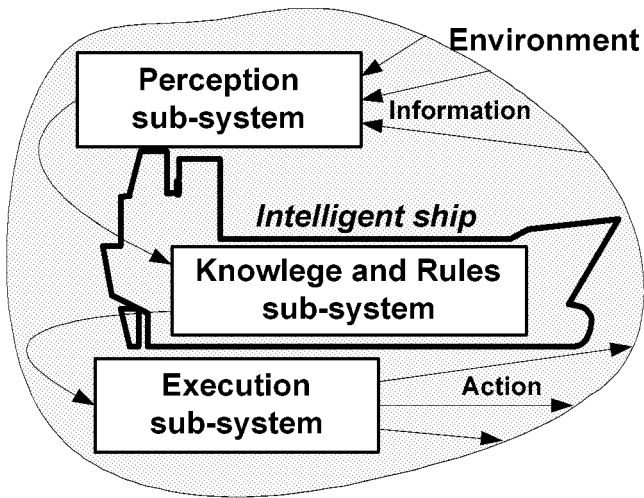 Environment
Perception
sub-system
Information
Intelligent ship
Knowlege and Rules
sub-system
Execution
sub-system
Action